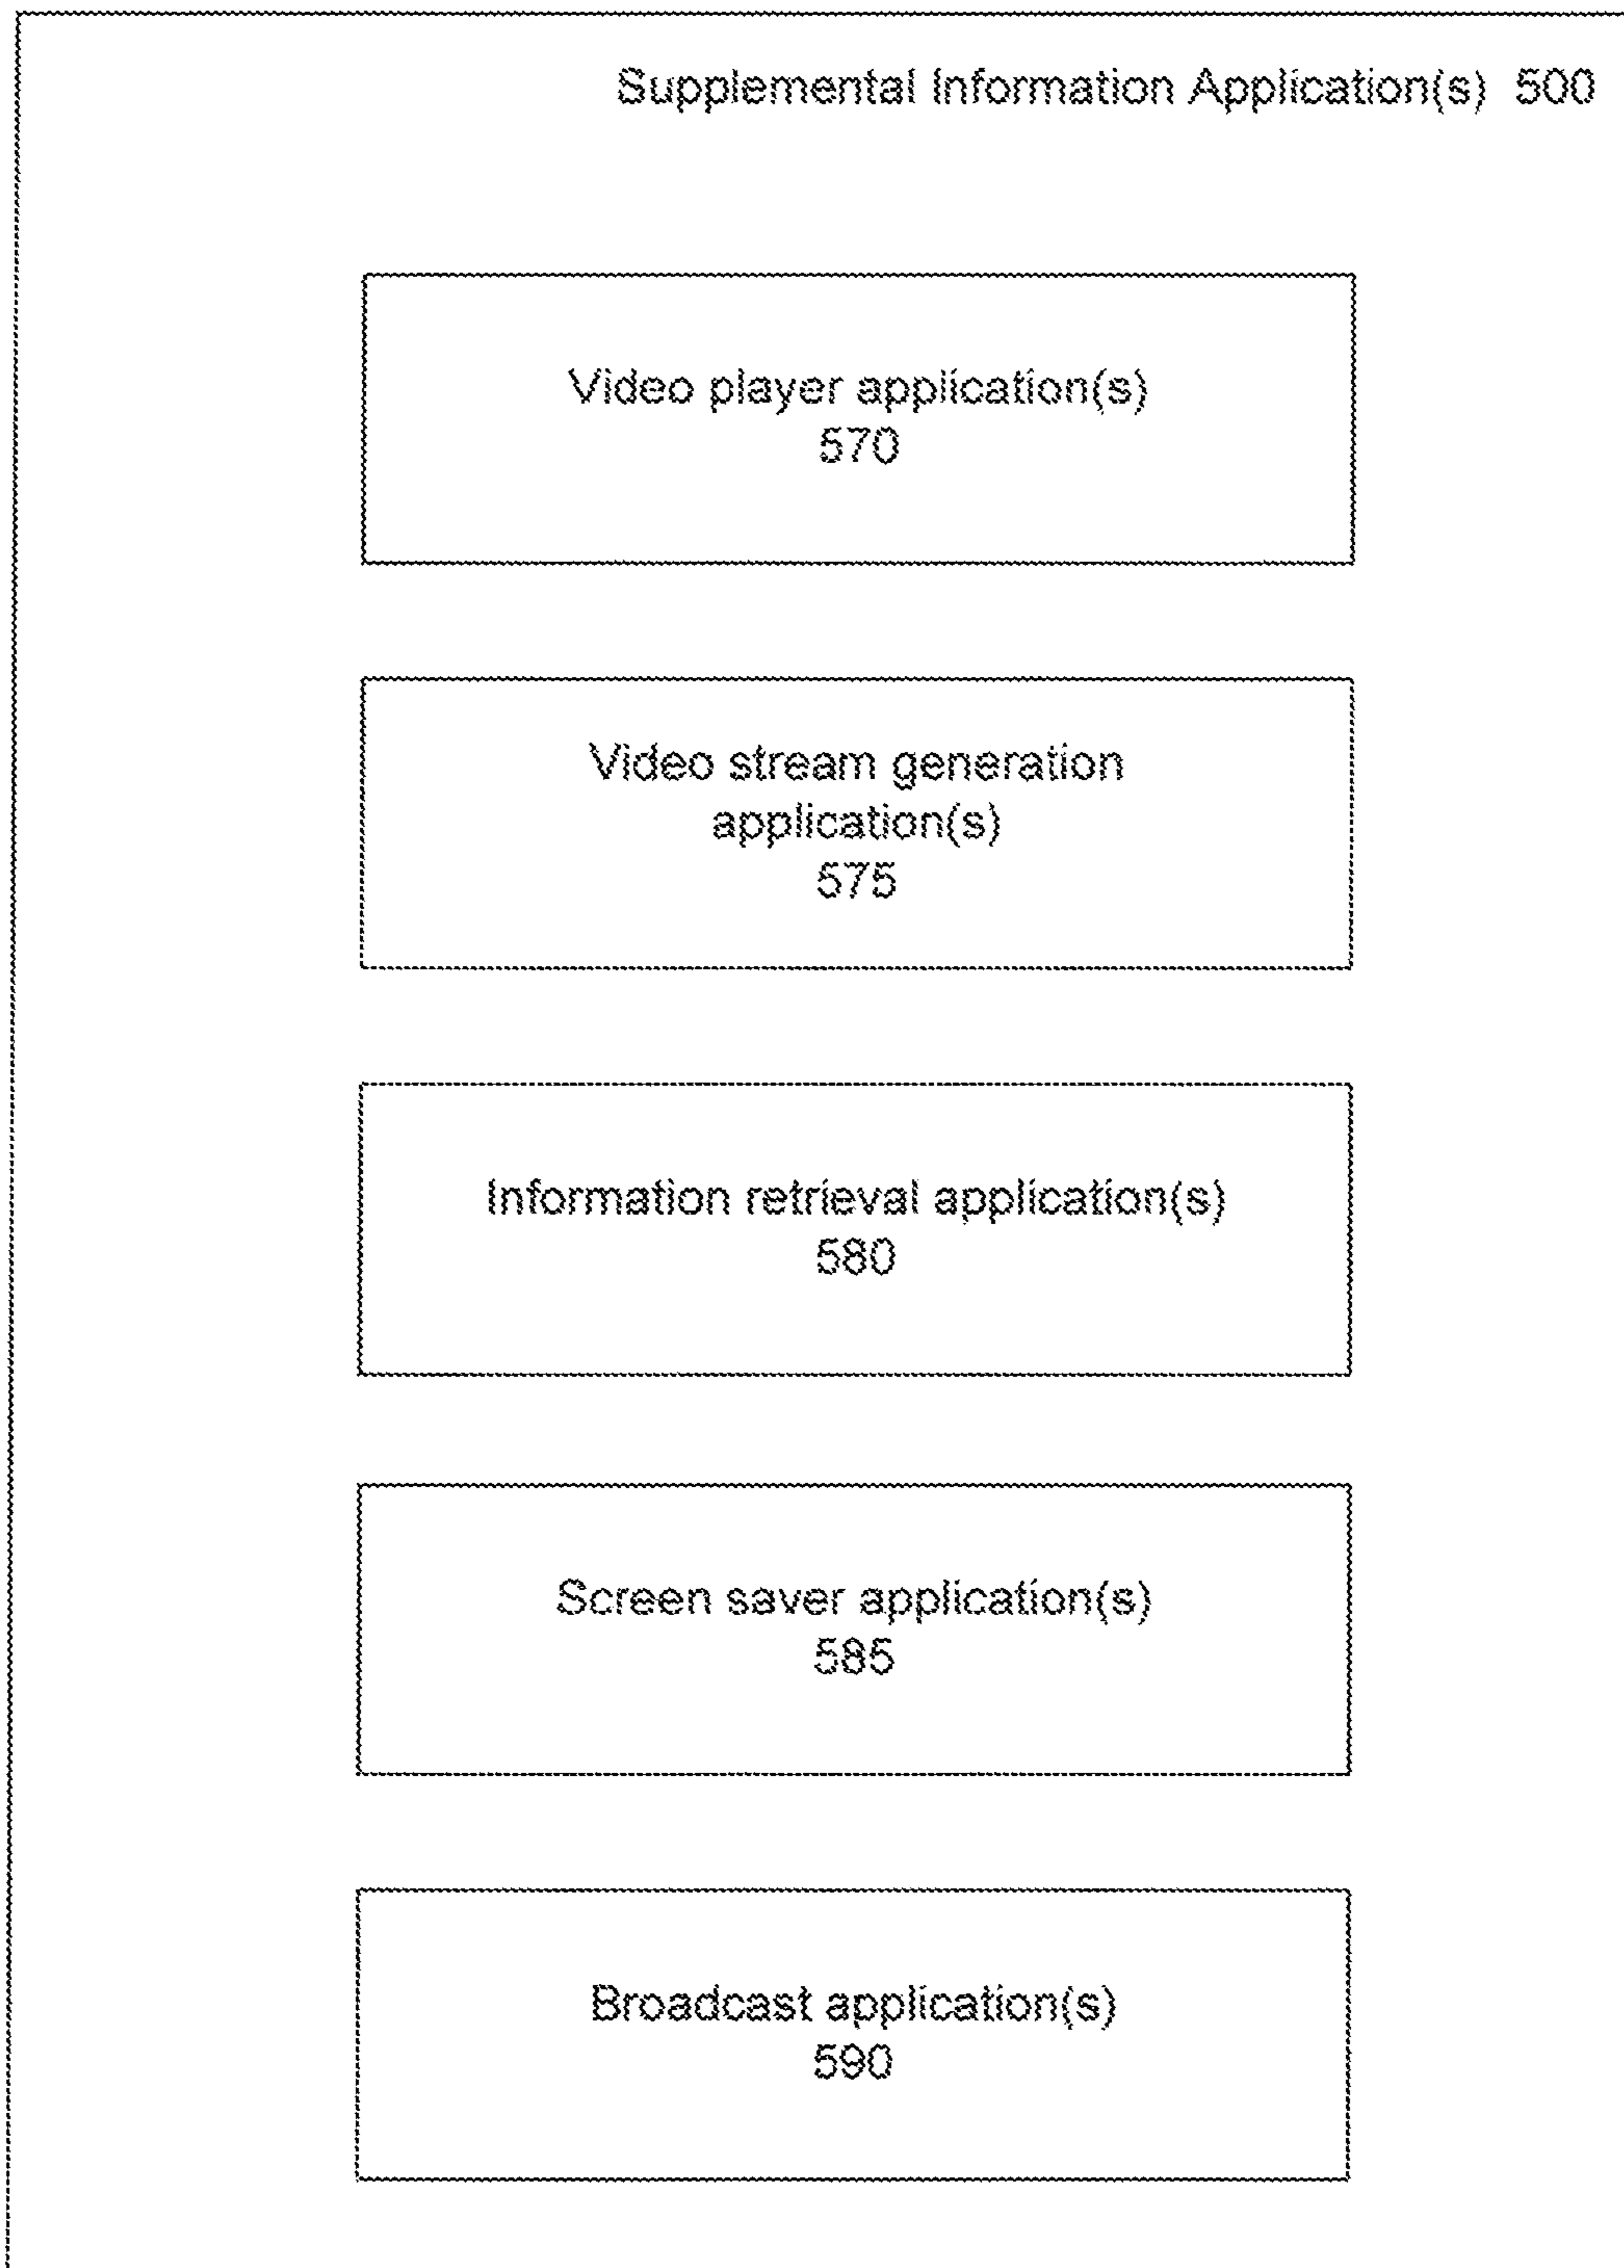 Supplemental Information Application(s) 500
Video player application(s)
570
Video stream generation
application(s)
575
Information retrieval application(s)
580
Screen saver application(s)
585
Broadcast application(s)
590